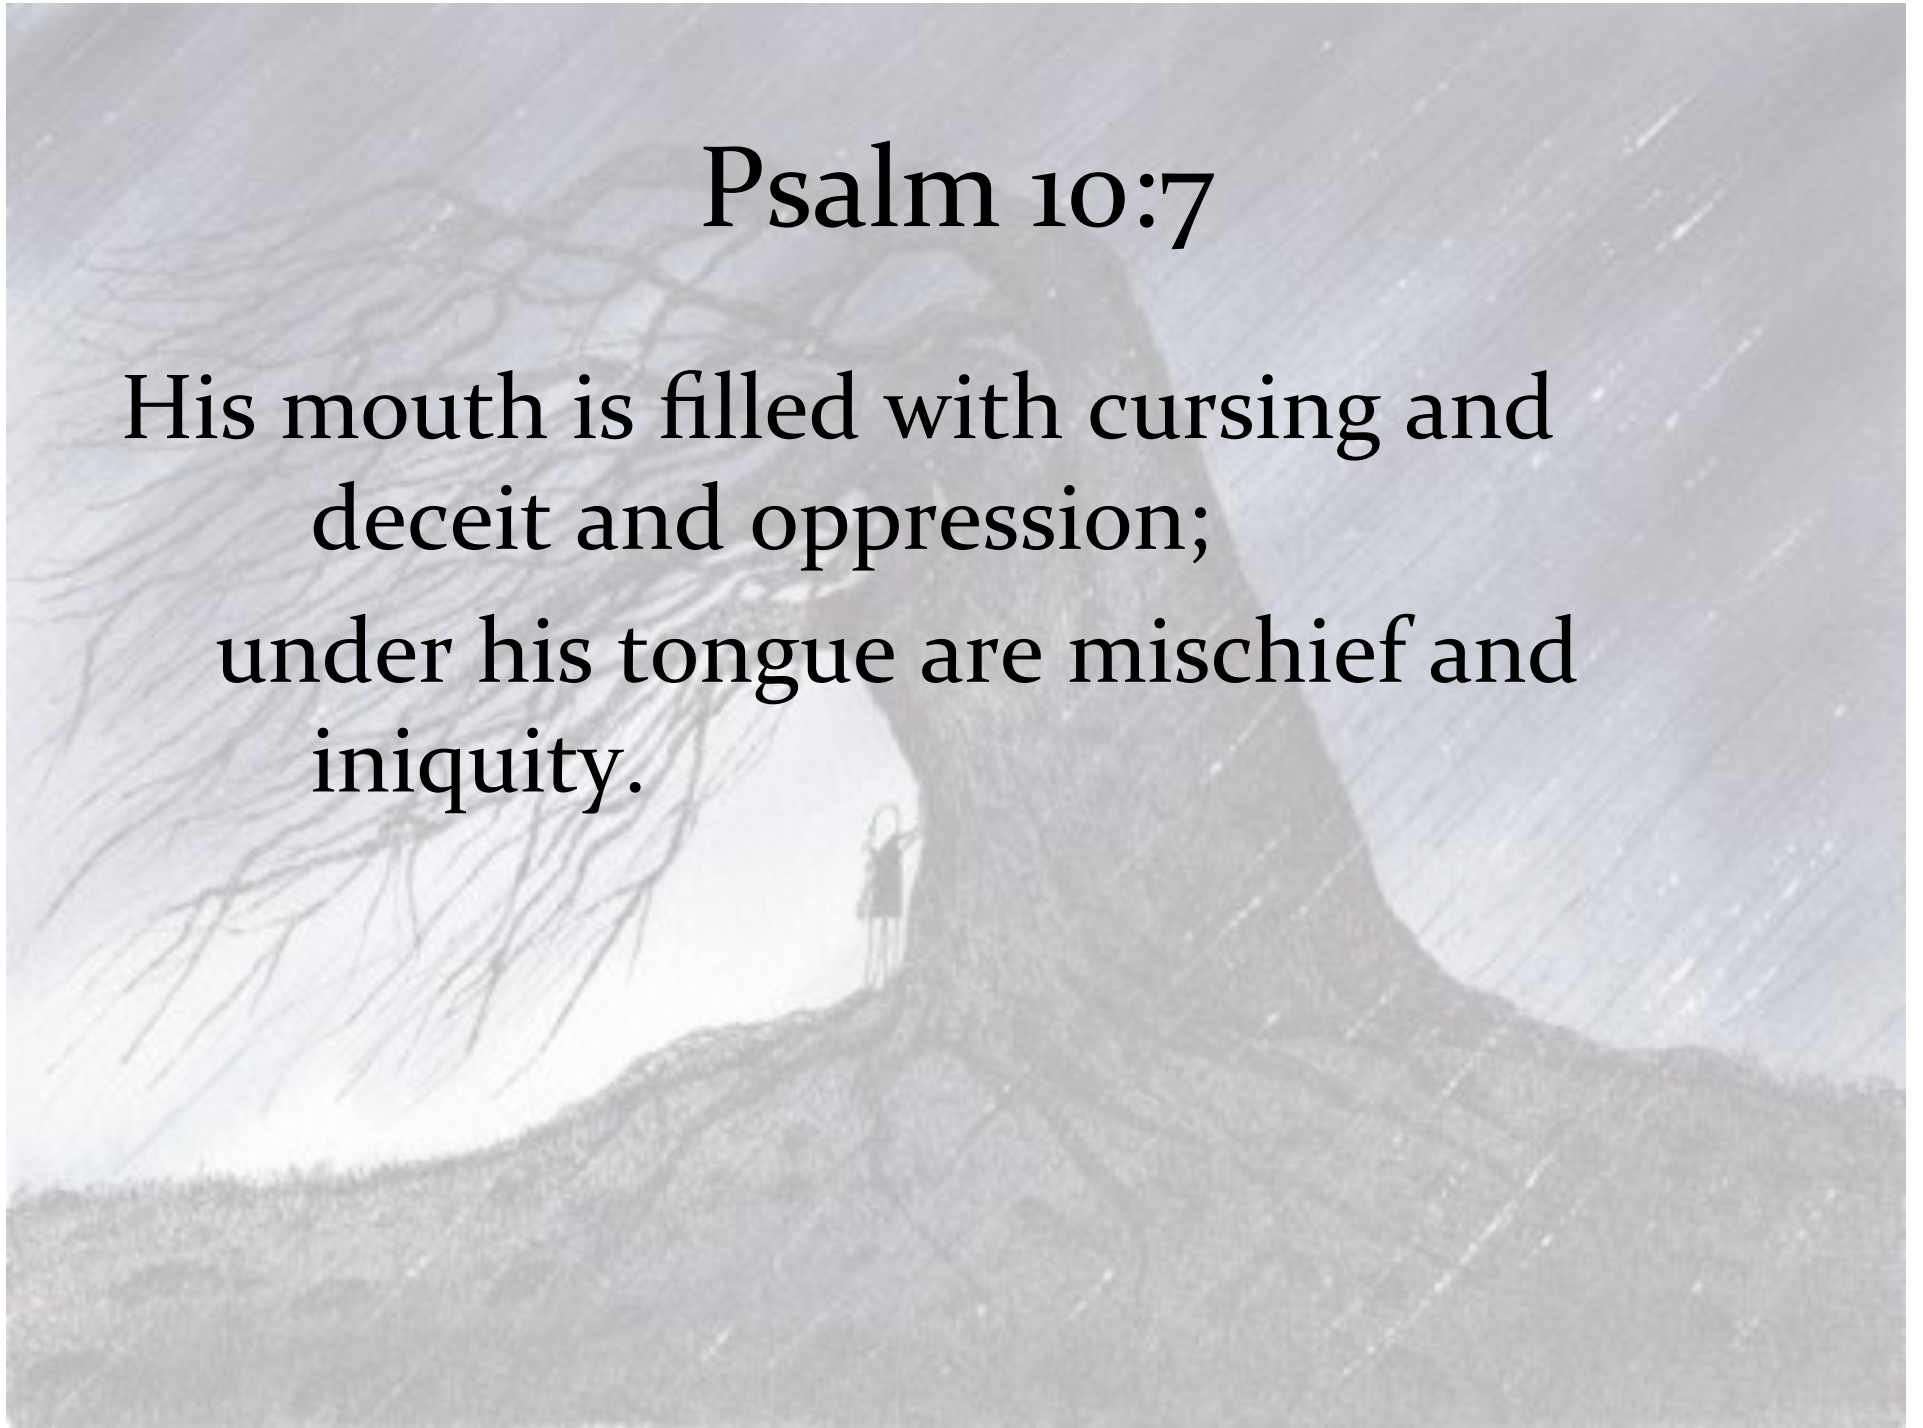 Psalm 10:7
His mouth is filled with cursing and
deceit and oppression;
under his tongue are mischief and
iniquity.